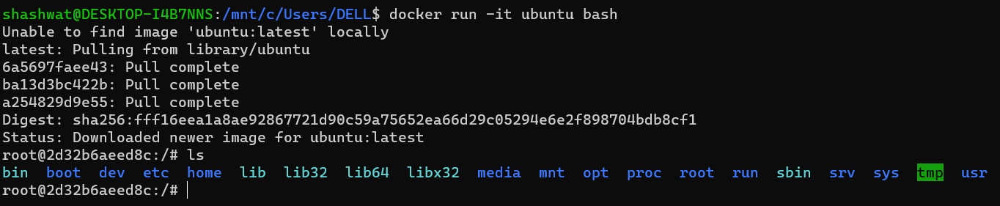 shashwat@DESKTOP-I4B7NNS:/mnt/c/Users/DELL$ docker run -it ubuntu bash
Unable to find image 'ubuntu:latest' locally
latest: Pulling from library/ubuntu
6a5697faee43: Pull complete
ba13d3bc422b: Pull complete
a254829d9e55: Pull complete
Digest: sha256:fff16eea1a8ae92867721d90c59a75652ea66d29c05294e6e2f898704bdb8cf1
Status: Downloaded newer image for ubuntu:latest
root@2d32b6aeed8c:/# ls
bin  boot  dev  etc  home  lib  lib32  lib64  libx32  media  mnt  opt  proc  root  run  sbin  srv  sys  tmp  usr
root@2d32b6aeed8c:/#